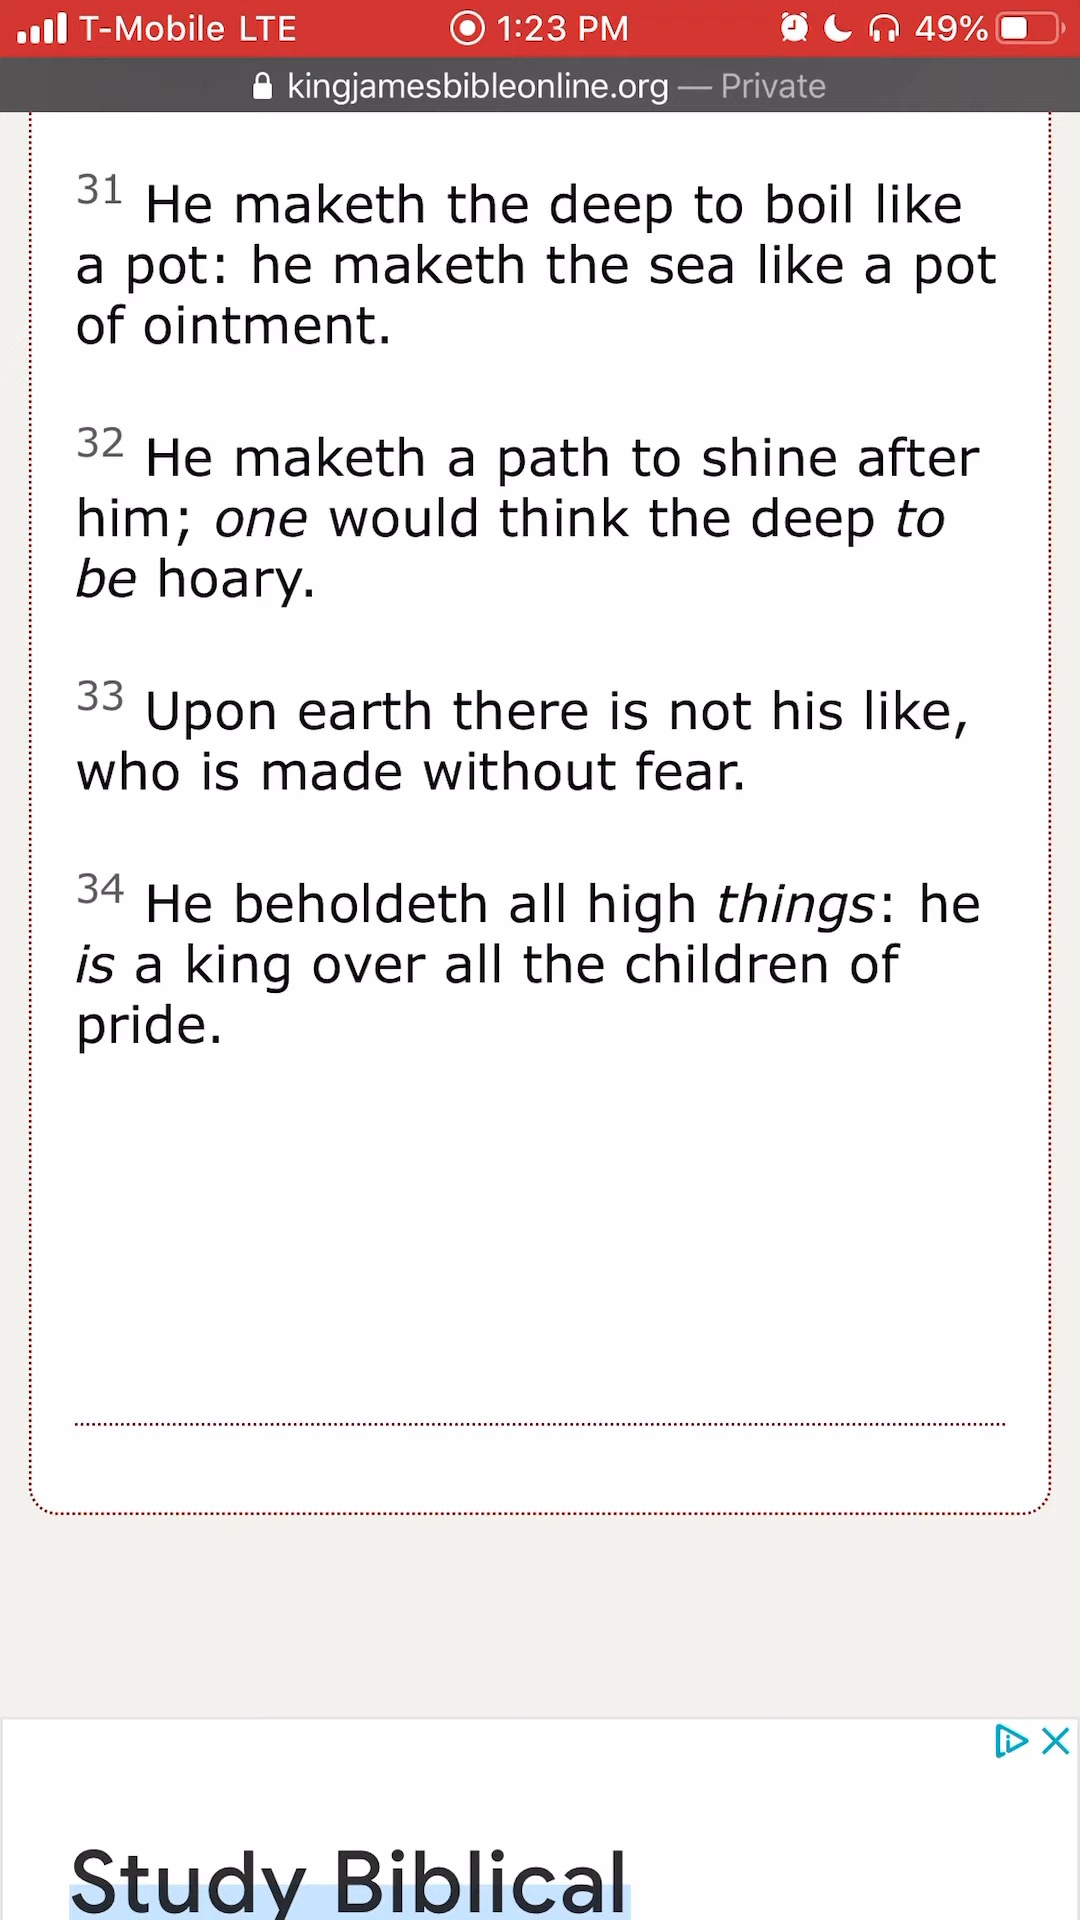 T-Mobile LTE 1:23 PM 49%
kingjamesbibleonline.org — Private
31 He maketh the deep to boil like
a pot: he maketh the sea like a pot
of ointment.
32 He maketh a path to shine after
him; one would think the deep to
be hoary.
33 Upon earth there is not his like,
who is made without fear.
34 He beholdeth all high things: he
is a king over all the children of
pride.
Study Biblical